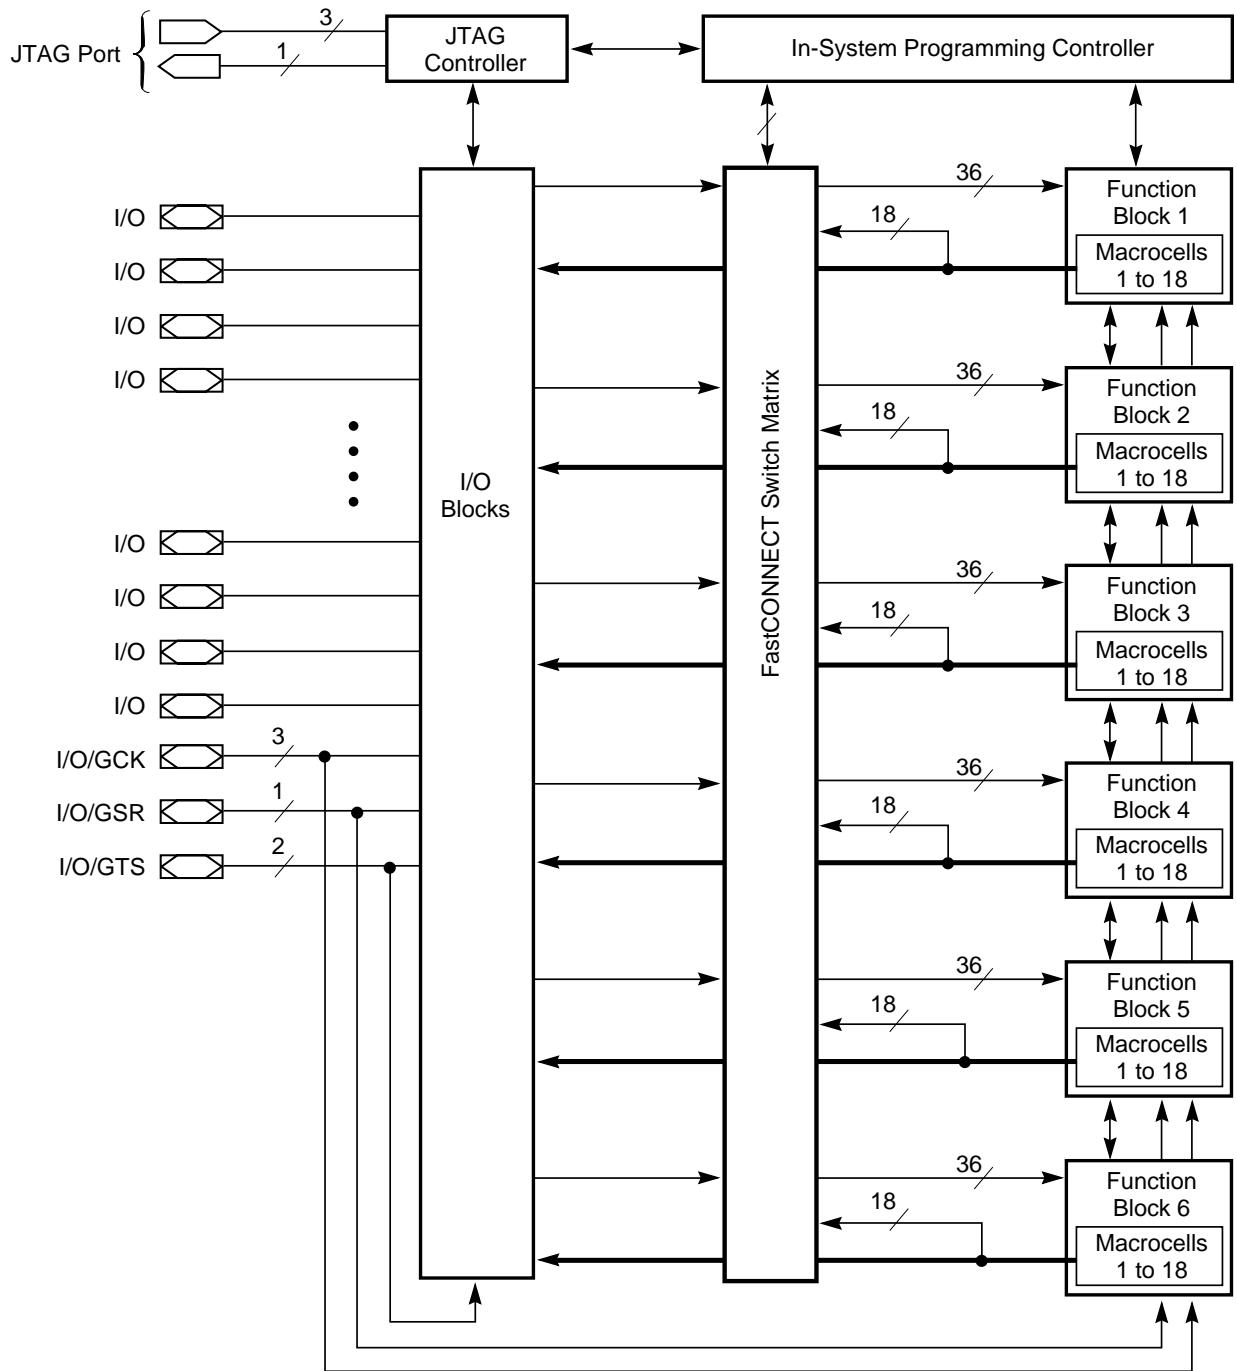 3
JTAG Port
1
JTAG
Controller
In-System Programming Controller
36
Function
Block 1
I/O
18
Macrocells
1 to 18
I/O
I/O
I/O
36
Function
Block 2
18
Macrocells
1 to 18
I/O
Blocks
FastCONNECT Switch Matrix
I/O
36
Function
Block 3
I/O
18
Macrocells
1 to 18
I/O
I/O
I/O/GCK
3
36
Function
Block 4
I/O/GSR
1
18
Macrocells
1 to 18
I/O/GTS
2
36
Function
Block 5
18
Macrocells
1 to 18
36
Function
Block 6
18
Macrocells
1 to 18